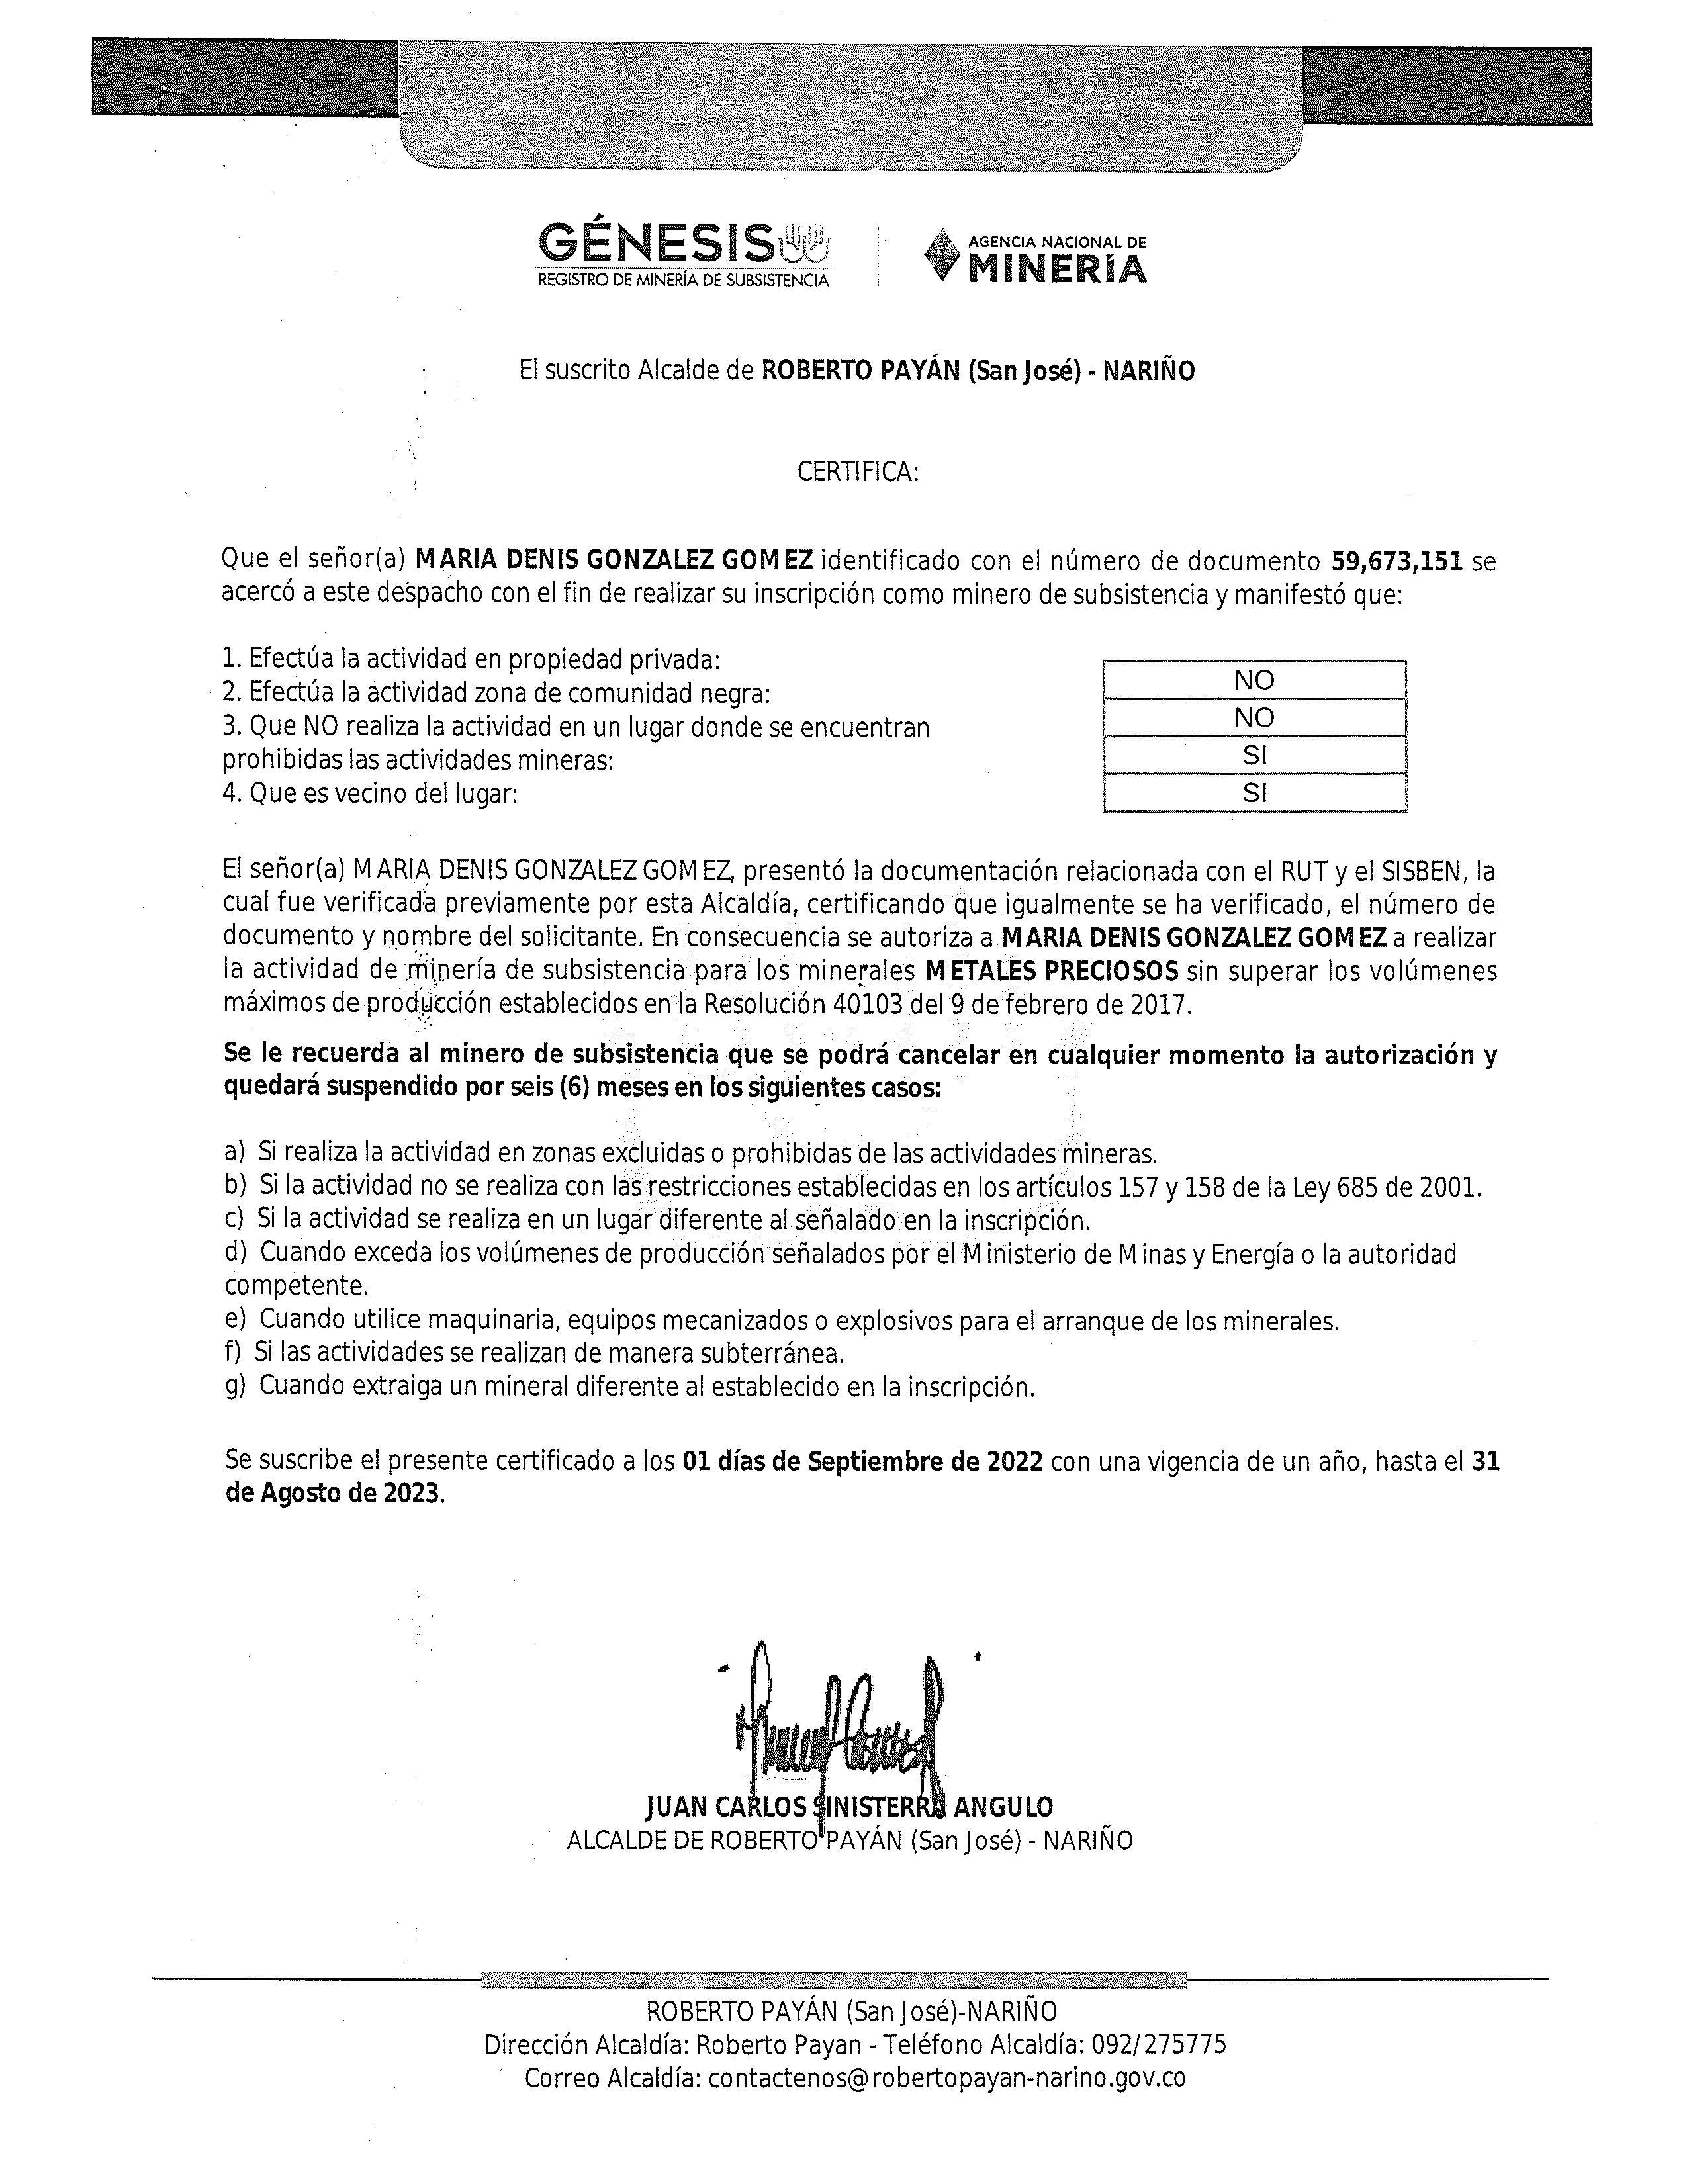 GÉNESIS
REGISTRO DE MINERÍA DE SUBSISTENCIA
AGENCIA NACIONAL DE
MINERÍA
El suscrito Alcalde de ROBERTO PAYÁN (San José) - NARIÑO
CERTIFICA:
Que el señor(a) MARIA DENIS GONZALEZ GOMEZ identificado con el número de documento 59,673,151 se
acercó a este despacho con el fin de realizar su inscripción como minero de subsistencia y manifestó que:
1. Efectúa la actividad en propiedad privada:
NO
2. Efectúa la actividad zona de comunidad negra:
NO
3. Que NO realiza la actividad en un lugar donde se encuentran
prohibidas las actividades mineras:
SI
4. Que es vecino del lugar:
SI
El señor(a) MARIA DENIS GONZALEZ GOMEZ, presentó la documentación relacionada con el RUT y el SISBEN, la
cual fue verificada previamente por esta Alcaldía, certificando que igualmente se ha verificado, el número de
documento y nombre del solicitante. En consecuencia se autoriza a MARIA DENIS GONZALEZ GOMEZ a realizar
la actividad de minería de subsistencia para los minerales METALES PRECIOSOS sin superar los volúmenes
máximos de producción establecidos en la Resolución 40103 del 9 de febrero de 2017.
Se le recuerda al minero de subsistencia que se podrá cancelar en cualquier momento la autorización y
quedará suspendido por seis (6) meses en los siguientes casos:
a) Si realiza la actividad en zonas excluidas o prohibidas de las actividades mineras.
b) Si la actividad no se realiza con las restricciones establecidas en los artículos 157 y 158 de la Ley 685 de 2001.
c) Si la actividad se realiza en un lugar diferente al señalado en la inscripción.
d) Cuando exceda los volúmenes de producción señalados por el Ministerio de Minas y Energía o la autoridad
competente.
e) Cuando utilice maquinaria, equipos mecanizados o explosivos para el arranque de los minerales.
f) Si las actividades se realizan de manera subterránea.
g) Cuando extraiga un mineral diferente al establecido en la inscripción.
Se suscribe el presente certificado a los 01 días de Septiembre de 2022 con una vigencia de un año, hasta el 31
de Agosto de 2023.
JUAN CARLOS SINISTERRA ANGULO
ALCALDE DE ROBERTO PAYÁN (San José) - NARIÑO
ROBERTO PAYÁN (San José)-NARIÑO
Dirección Alcaldía: Roberto Payan - Teléfono Alcaldía: 092/275775
Correo Alcaldía: contactenos@robertopayan-narino.gov.co